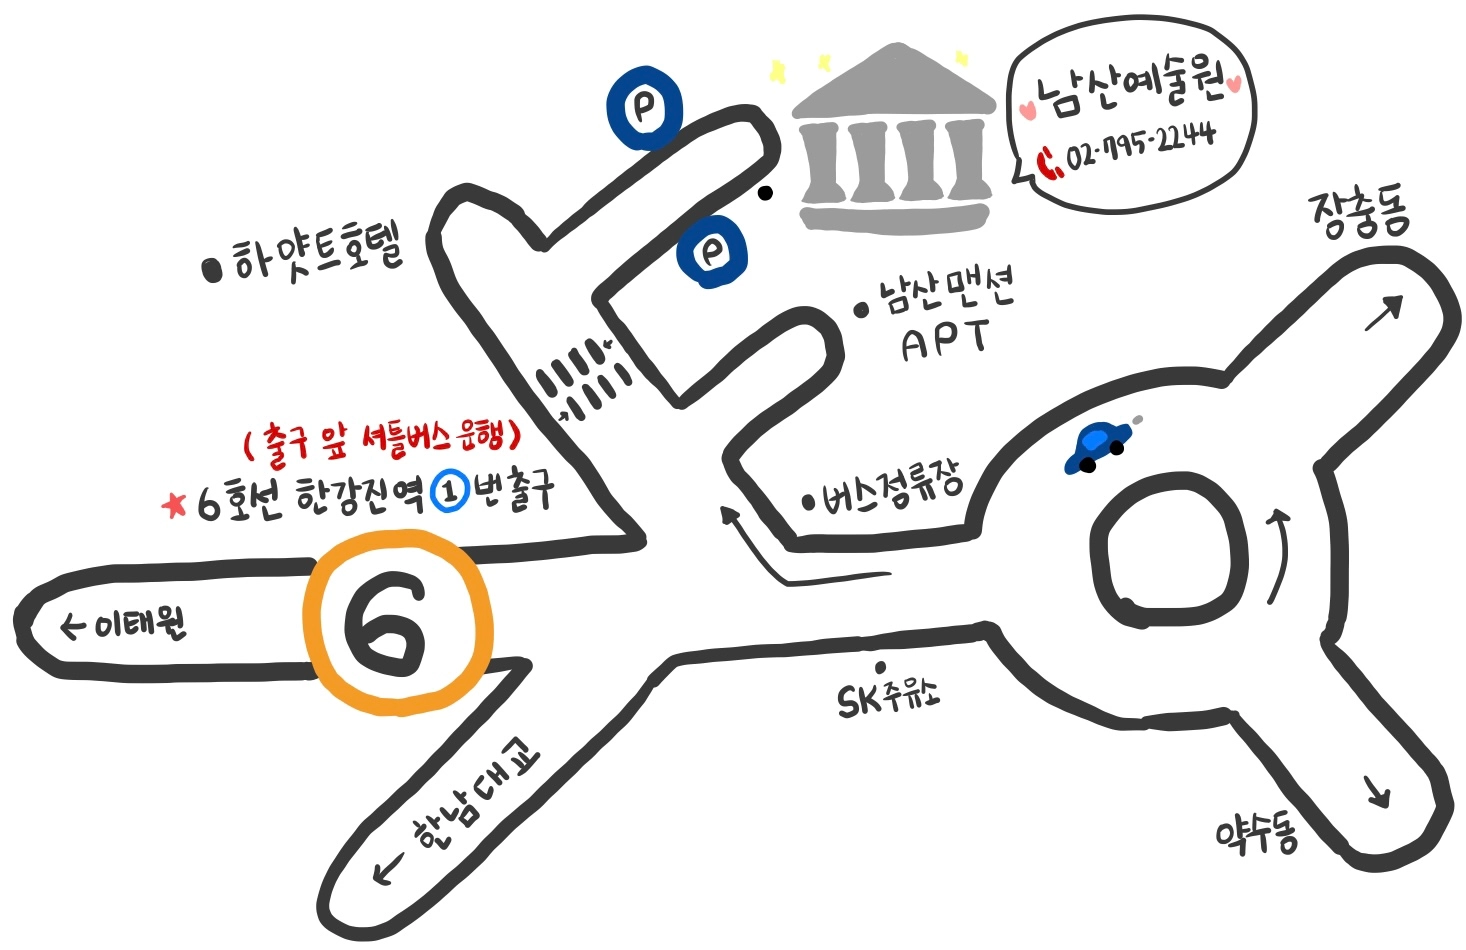 P
남산예술원
02-795-2244
장충동
하얏트호텔
P
남산맨션
APT
(출구 앞 셔틀버스 운행)
6호선 한강진역 1번출구
버스정류장
6
← 이태원
SK주유소
한남대교
약수동